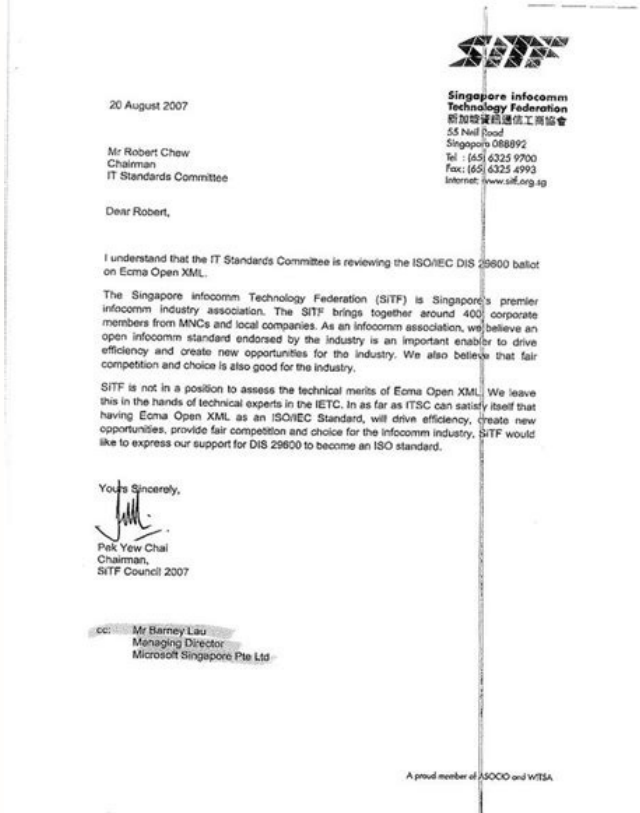 SiTF
Singapore infocomm
Technology Federation
新加坡資訊通信工商協會
55 Neil Road
Singapore 088892
Tel : (65) 6325 9700
Fax: (65) 6325 4993
Internet: www.sitf.org.sg
20 August 2007
Mr Robert Chew
Chairman
IT Standards Committee
Dear Robert,
I understand that the IT Standards Committee is reviewing the ISO/IEC DIS 29600 ballot
on Ecma Open XML.
The Singapore infocomm Technology Federation (SiTF) is Singapore's premier
infocomm industry association. The SITF brings together around 400 corporate
members from MNCs and local companies. As an infocomm association, we believe an
open infocomm standard endorsed by the industry is an important enabler to drive
efficiency and create new opportunities for the industry. We also believe that fair
competition and choice is also good for the industry.
SiTF is not in a position to assess the technical merits of Ecma Open XML. We leave
this in the hands of technical experts in the IETC. In as far as ITSC can satisfy itself that
having Ecma Open XML as an ISO/IEC Standard, will drive efficiency, create new
opportunities, provide fair competition and choice for the infocomm industry, SiTF would
like to express our support for DIS 29600 to become an ISO standard.
Yours Sincerely,
Pek Yew Chai
Chairman,
SiTF Council 2007
cc: Mr Barney Lau
Managing Director
Microsoft Singapore Pte Ltd
A proud member of ASOCIO and WITSA